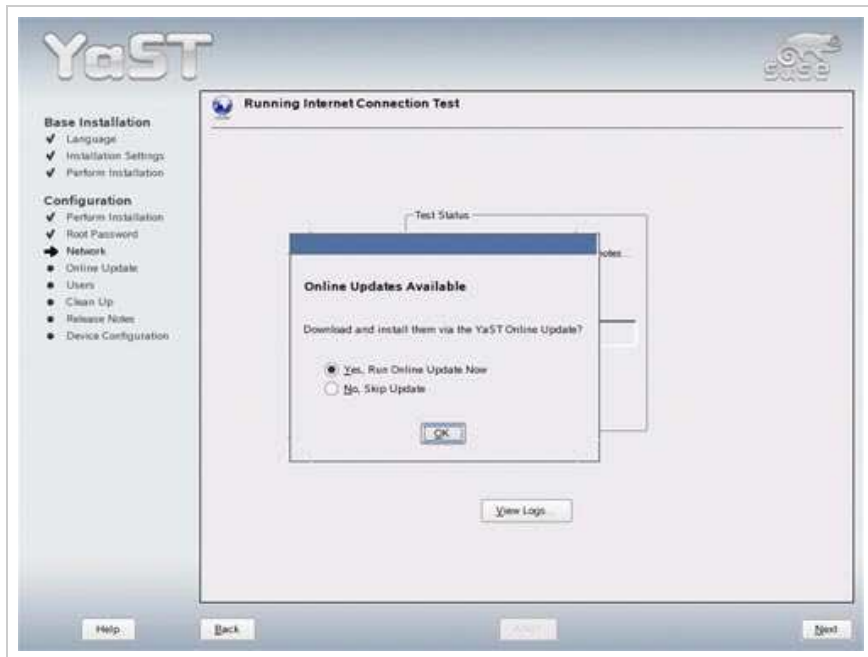 YaST
SUSE
Base Installation
Language
Installation Settings
Perform Installation
Configuration
Perform Installation
Root Password
Network
Online Update
Users
Clean Up
Release Notes
Device Configuration
Running Internet Connection Test
Test Status
Online Updates Available
Download and install them via the YaST Online Update?
Yes, Run Online Update Now
No, Skip Update
OK
View Logs...
Help
Back
Next